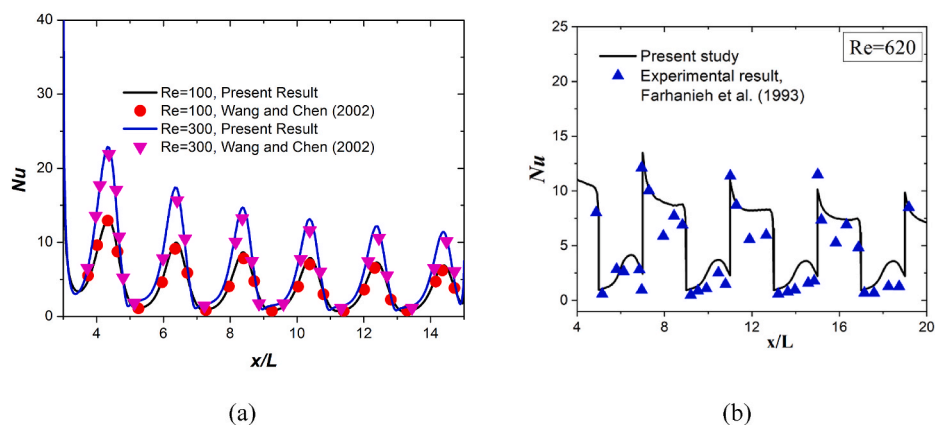 40
30
20
10
0
4 6 8 10 12 14
Nu
x/L
Re=100, Present Result
Re=100, Wang and Chen (2002)
Re=300, Present Result
Re=300, Wang and Chen (2002)
(a)
b)
25
20
15
10
5
0
4 8 12 16 20
Nu
x/L
Present study
Experimental result,
Farhanieh et al. (1993)
Re=620
(b)